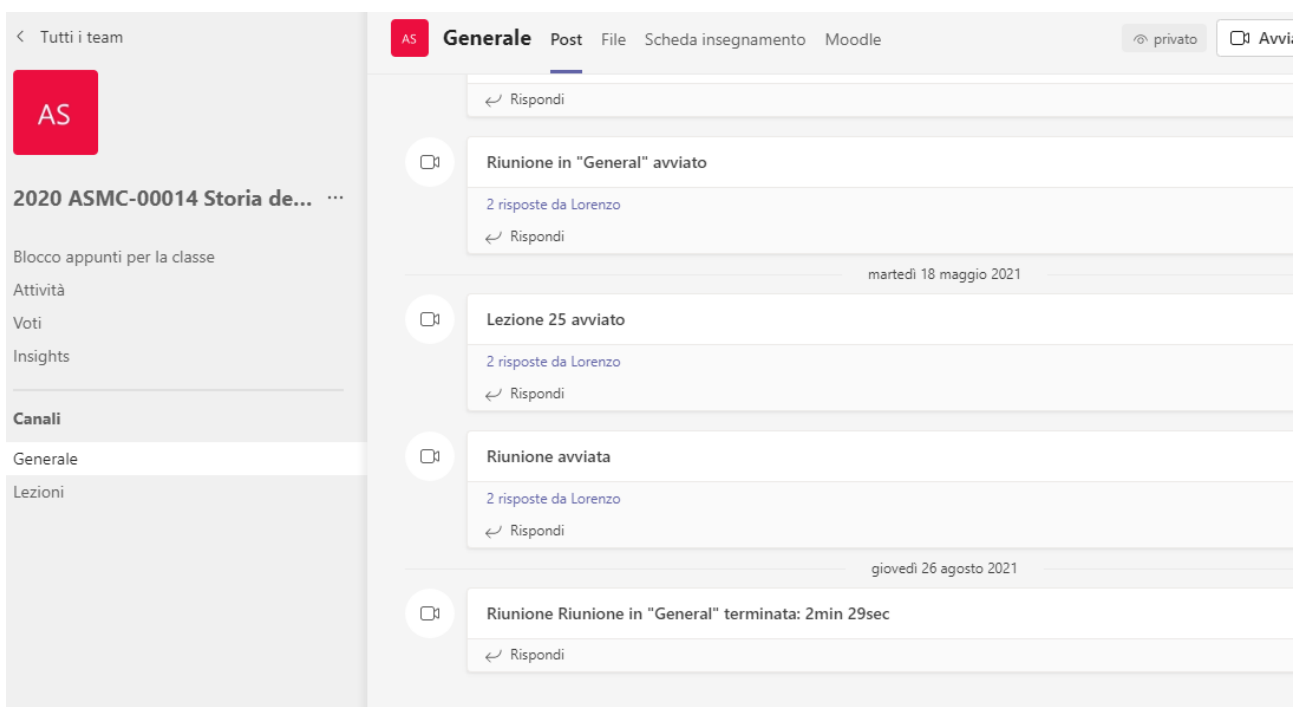 Tutti i team
AS
2020 ASMC-00014 Storia de... ...
Blocco appunti per la classe
Attività
Voti
Insights
Canali
Generale
Lezioni
AS Generale Post File Scheda insegnamento Moodle privato
Rispondi
Riunione in "General" avviato
2 risposte da Lorenzo
Rispondi
martedì 18 maggio 2021
Lezione 25 avviato
2 risposte da Lorenzo
Rispondi
Riunione avviata
2 risposte da Lorenzo
Rispondi
giovedì 26 agosto 2021
Riunione Riunione in "General" terminata: 2min 29sec
Rispondi